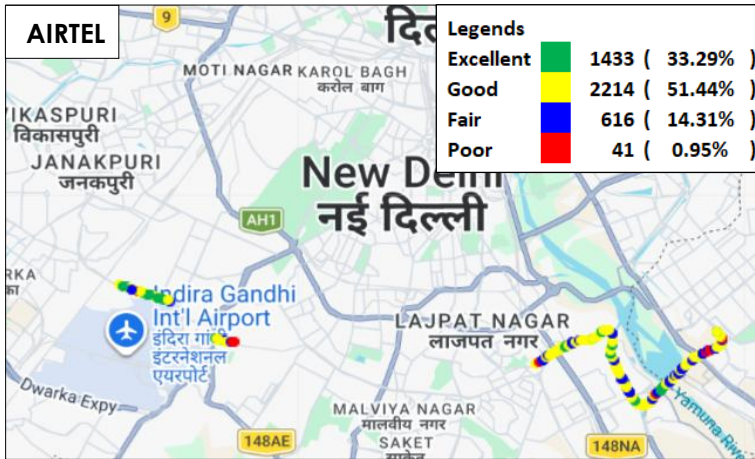 AIRTEL
9
Legends
Excellent 1433 ( 33.29% )
Good 2214 ( 51.44% )
Fair 616 ( 14.31% )
Poor 41 ( 0.95% )
MOTI NAGAR
KAROL BAGH
करोल बाग
विकासपुरी
JANAKPURI
जनकपुरी
New Delhi
नई दिल्ली
AH1
Indira Gandhi
Int'l Airport
इंदिरा गांधी
इंटरनेशनल
एयरपोर्ट
LAJPAT NAGAR
लाजपत नगर
Dwarka Expy
MALVIYA NAGAR
मालवीय नगर
SAKET
148AE
148NA
Yamuna River